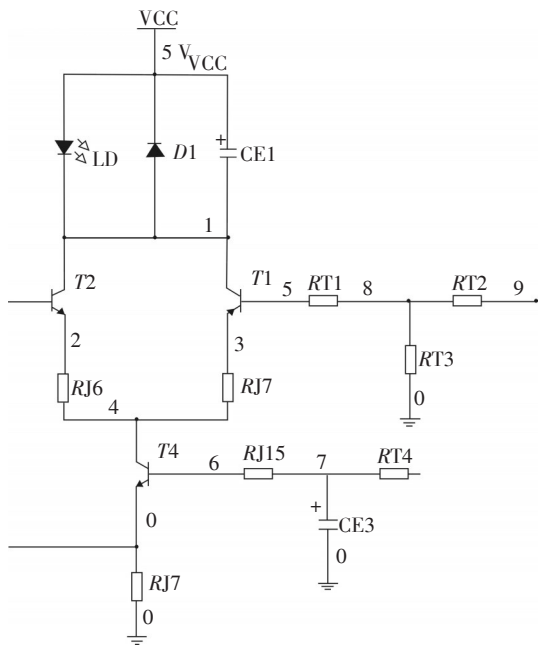 VCC
5 V
VCC
LD
D1
CE1
+
1
T2
T1
5
RT1
8
RT2
9
2
3
RT3
RJ6
RJ7
0
4
T4
6
RJ15
7
RT4
+
CE3
0
0
RJ7
0